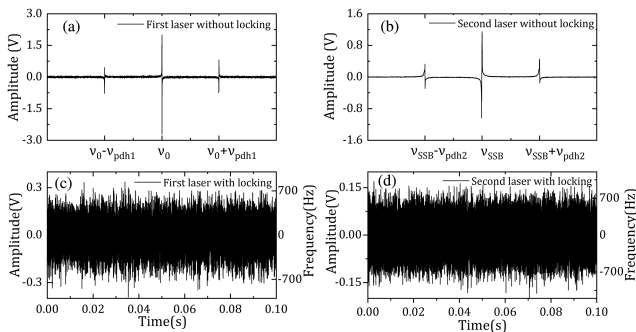 (a)
First laser without locking
Amplitude (V)
3.0
1.5
0.0
-1.5
-3.0
ν0-νpdh1
ν0
ν0+νpdh1
(b)
Second laser without locking
Amplitude (V)
1.6
0.8
0.0
-0.8
-1.6
νSSB-νpdh2
νSSB
νSSB+νpdh2
(c)
First laser with locking
Amplitude(V)
0.3
0.0
-0.3
700
0
-700
Frequency(Hz)
0.00 0.02 0.04 0.06 0.08 0.10
Time(s)
(d)
Second laser with locking
Amplitude(V)
0.15
0.00
-0.15
700
0
-700
Frequency(Hz)
0.00 0.02 0.04 0.06 0.08 0.10
Time(s)